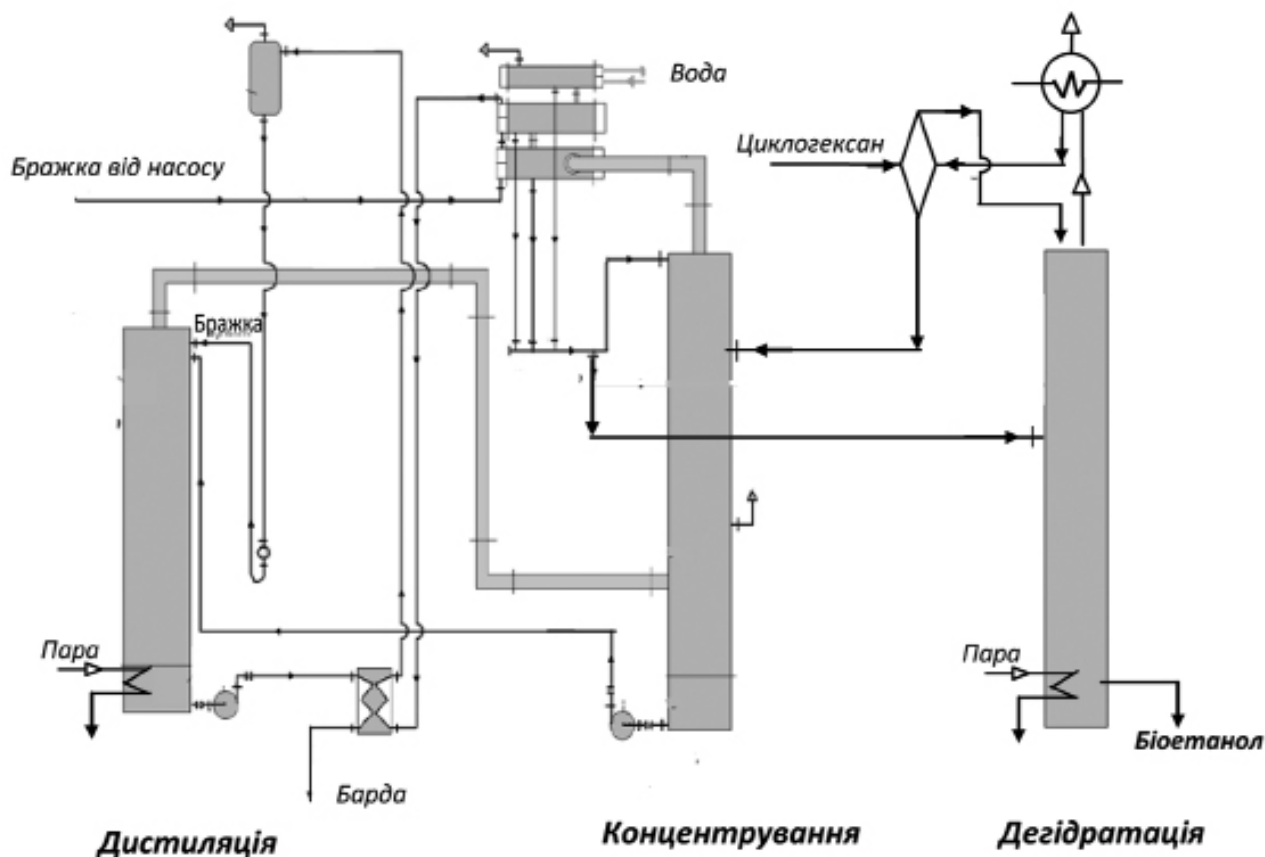 Вода
Циклогексан
Бражка від насосу
Бражка
Пара
Пара
Біоетанол
Барда
Дистиляція
Концентрування
Дегідратація